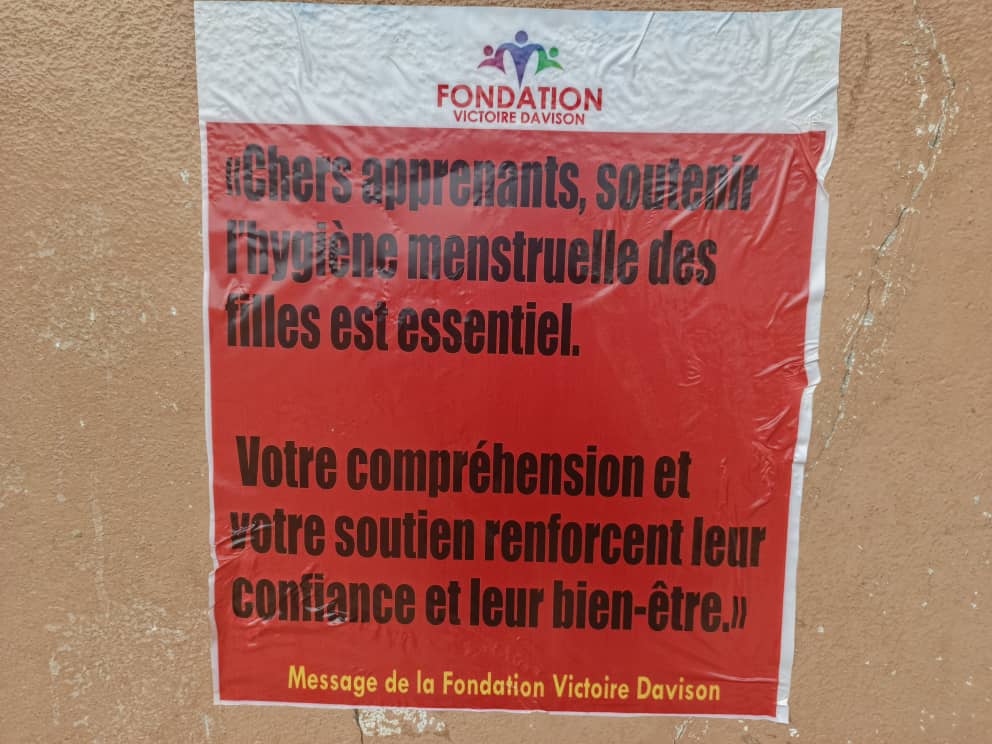 FONDATION
VICTOIRE DAVISON
«Chers apprenants, soutenir
l'hygiène menstruelle des
filles est essentiel.
Votre compréhension et
votre soutien renforcent leur
confiance et leur bien-être.»
Message de la Fondation Victoire Davison